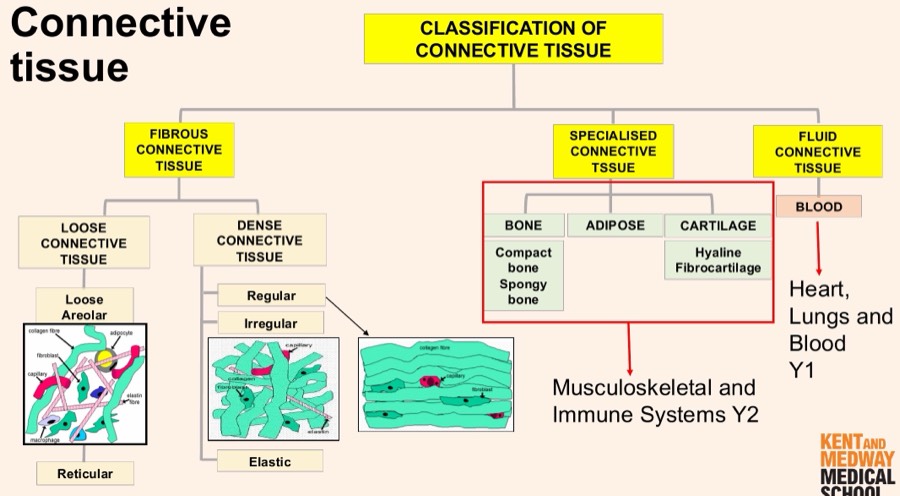 Connective
tissue
CLASSIFICATION OF
CONNECTIVE TISSUE
FIBROUS
CONNECTIVE
TISSUE
SPECIALISED
CONNECTIVE
TSSUE
FLUID
CONNECTIVE
TISSUE
LOOSE
CONNECTIVE
TISSUE
DENSE
CONNECTIVE
TISSUE
BONE
ADIPOSE
CARTILAGE
BLOOD
Compact
bone
Spongy
bone
Hyaline
Fibrocartilage
Loose
Areolar
Regular
Irregular
collagen fibre
adipocyte
fibroblast
capillary
elastin
fibre
macrophage
capillary
collagen
fibroblast
elastin
collagen fibre
capillary
fibroblast
Reticular
Elastic
Musculoskeletal and
Immune Systems Y2
Heart,
Lungs and
Blood
Y1
KENT AND
MEDWAY
MEDICAL
SCHOOL